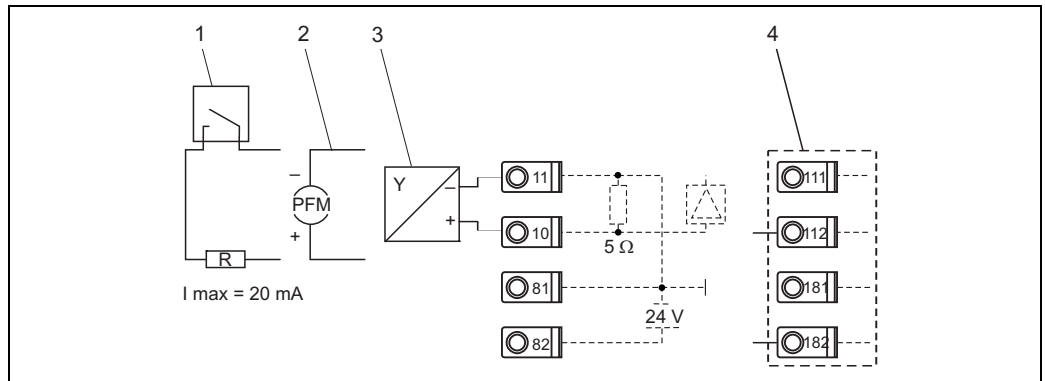 1 2 3 4
Y
–
+
–
PFM
+
R
I max = 20 mA
11
10
81
82
5 Ω
24 V
111
112
181
182